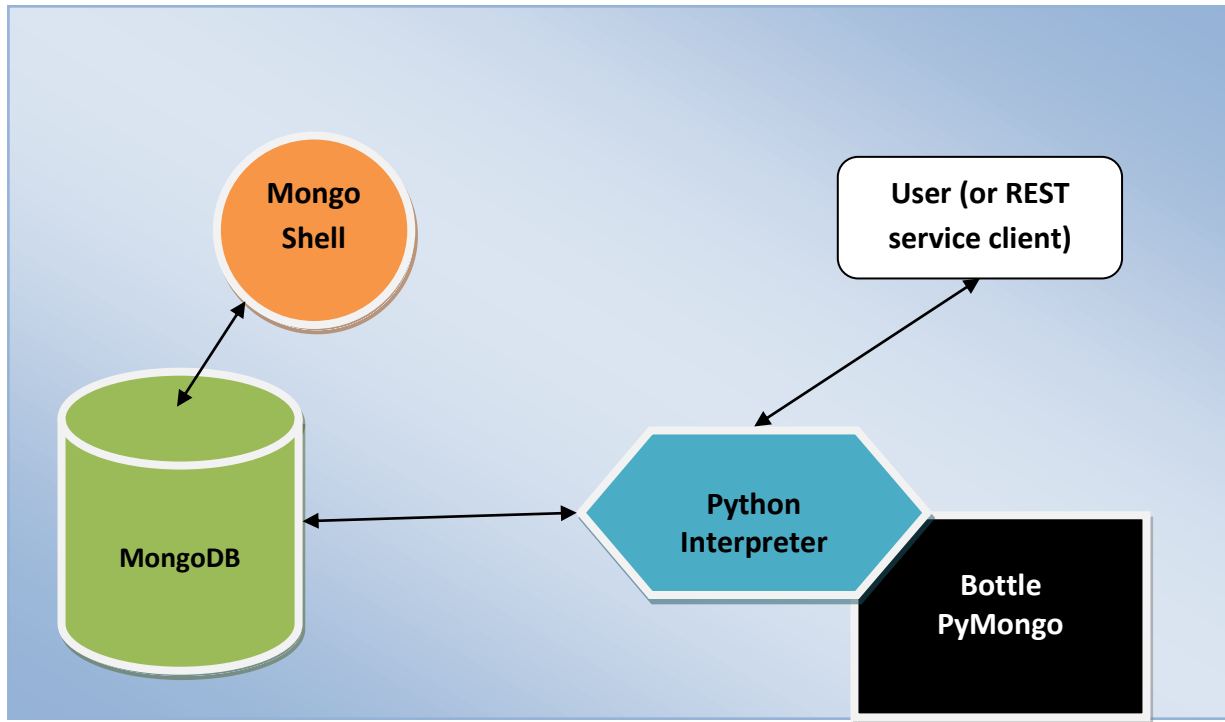 Mongo
Shell
User (or REST
service client)
MongoDB
Python
Interpreter
Bottle
PyMongo